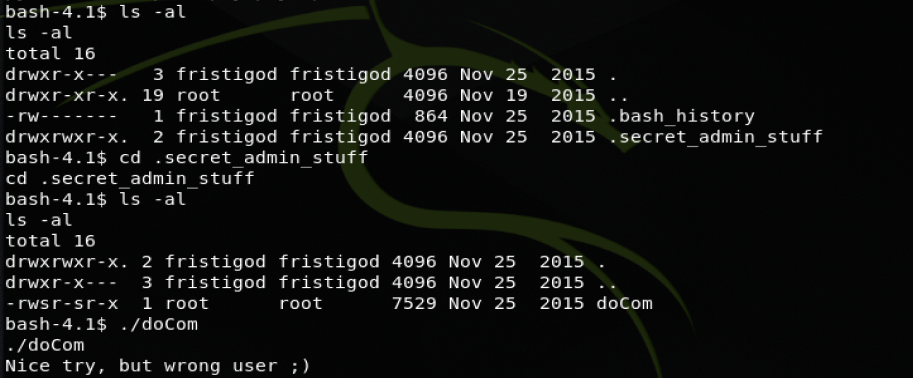 bash-4.1$ ls -al
ls -al
total 16
drwxr-x---   3 fristigod fristigod 4096 Nov 25  2015 .
drwxr-xr-x. 19 root      root      4096 Nov 19  2015 ..
-rw-------   1 fristigod fristigod  864 Nov 25  2015 .bash_history
drwxrwxr-x.  2 fristigod fristigod 4096 Nov 25  2015 .secret_admin_stuff
bash-4.1$ cd .secret_admin_stuff
cd .secret_admin_stuff
bash-4.1$ ls -al
ls -al
total 16
drwxrwxr-x. 2 fristigod fristigod 4096 Nov 25  2015 .
drwxr-x---  3 fristigod fristigod 4096 Nov 25  2015 ..
-rwsr-sr-x  1 root      root      7529 Nov 25  2015 doCom
bash-4.1$ ./doCom
./doCom
Nice try, but wrong user ;)